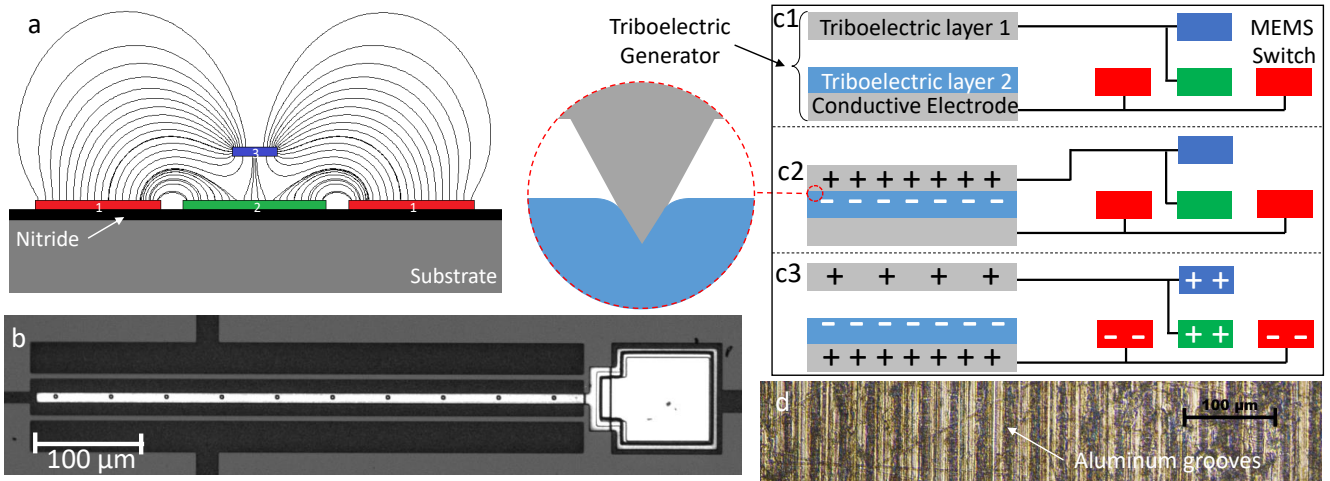 a
3
1
2
1
Nitride
Substrate
Triboelectric
Generator
c1
Triboelectric layer 1
Triboelectric layer 2
Conductive Electrode
MEMS
Switch
c2
+ + + + + + +
- - - - - - -
c3
+ + + +
- - - - - - -
+ + + + + + +
+ +
+ +
- -
- -
b
100 µm
d
100 µm
Aluminum grooves